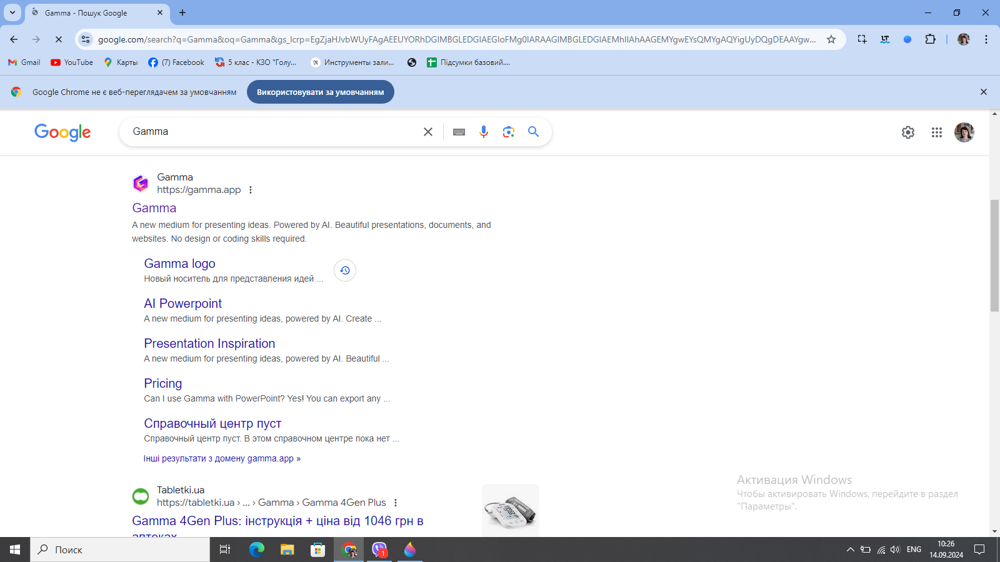 Gamma - Пошук Google
google.com/search?q=Gamma&oq=Gamma&gs_lcrp=EgZjaHJvbWUyFAgAEEUYORhDGIMBGLEDGIAEGIoFMg0IARAAGIMBGLEDGIAEMhIIAhAAGEMYgwEYsQMYgAQYigUyDQgDEAAYgw...
Gmail
YouTube
Карты
(7) Facebook
5 клас - КЗО "Голу...
Инструменты зали...
Підсумки базовий....
Google Chrome не є веб-переглядачем за умовчанням
Використовувати за умовчанням
Google
Gamma
Gamma
https://gamma.app
Gamma
A new medium for presenting ideas. Powered by AI. Beautiful presentations, documents, and
websites. No design or coding skills required.
Gamma logo
Новый носитель для представления идей ...
AI Powerpoint
A new medium for presenting ideas, powered by AI. Create ...
Presentation Inspiration
A new medium for presenting ideas, powered by AI. Beautiful ...
Pricing
Can I use Gamma with PowerPoint? Yes! You can export any ...
Справочный центр пуст
Справочный центр пуст. В этом справочном центре пока нет ...
Інші результати з домену gamma.app »
Tabletki.ua
https://tabletki.ua › ... › Gamma › Gamma 4Gen Plus
Gamma 4Gen Plus: інструкція + ціна від 1046 грн в
аптеках
Активация Windows
Чтобы активировать Windows, перейдите в раздел
"Параметры".
Поиск
1
ENG
10:26
14.09.2024